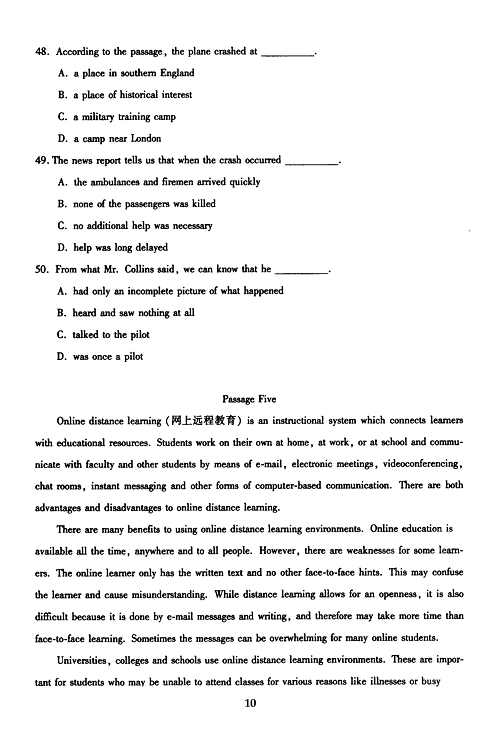 48. According to the passage, the plane crashed at __________.
A. a place in southern England
B. a place of historical interest
C. a military training camp
D. a camp near London
49. The news report tells us that when the crash occurred __________.
A. the ambulances and firemen arrived quickly
B. none of the passengers was killed
C. no additional help was necessary
D. help was long delayed
50. From what Mr. Collins said, we can know that he __________.
A. had only an incomplete picture of what happened
B. heard and saw nothing at all
C. talked to the pilot
D. was once a pilot
Passage Five
Online distance learning (网上远程教育) is an instructional system which connects learners
with educational resources. Students work on their own at home, at work, or at school and commu-
nicate with faculty and other students by means of e-mail, electronic meetings, videoconferencing,
chat rooms, instant messaging and other forms of computer-based communication. There are both
advantages and disadvantages to online distance learning.
There are many benefits to using online distance learning environments. Online education is
available all the time, anywhere and to all people. However, there are weaknesses for some learn-
ers. The online learner only has the written text and no other face-to-face hints. This may confuse
the learner and cause misunderstanding. While distance learning allows for an openness, it is also
difficult because it is done by e-mail messages and writing, and therefore may take more time than
face-to-face learning. Sometimes the messages can be overwhelming for many online students.
Universities, colleges and schools use online distance learning environments. These are impor-
tant for students who may be unable to attend classes for various reasons like illnesses or busy
10